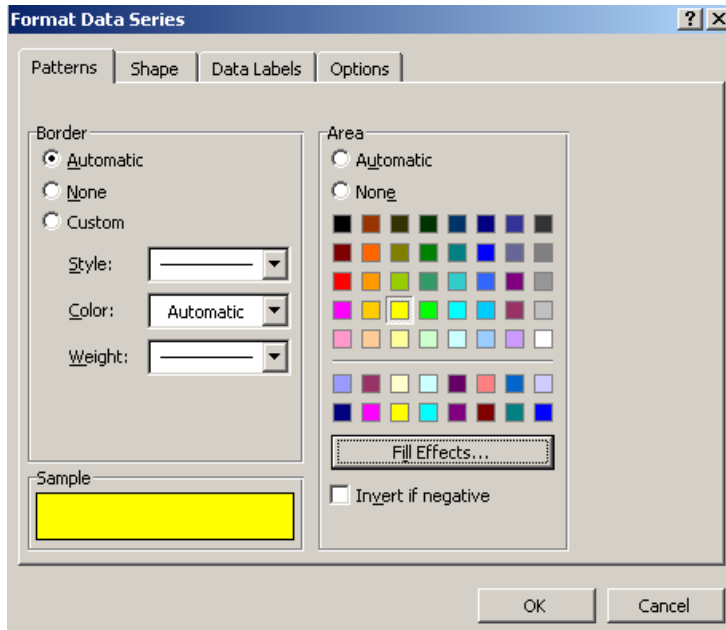 Format Data Series
Patterns
Shape
Data Labels
Options
Border
Automatic
None
Custom
Style:
Color:
Automatic
Weight:
Sample
Area
Automatic
None
Fill Effects...
Invert if negative
OK
Cancel